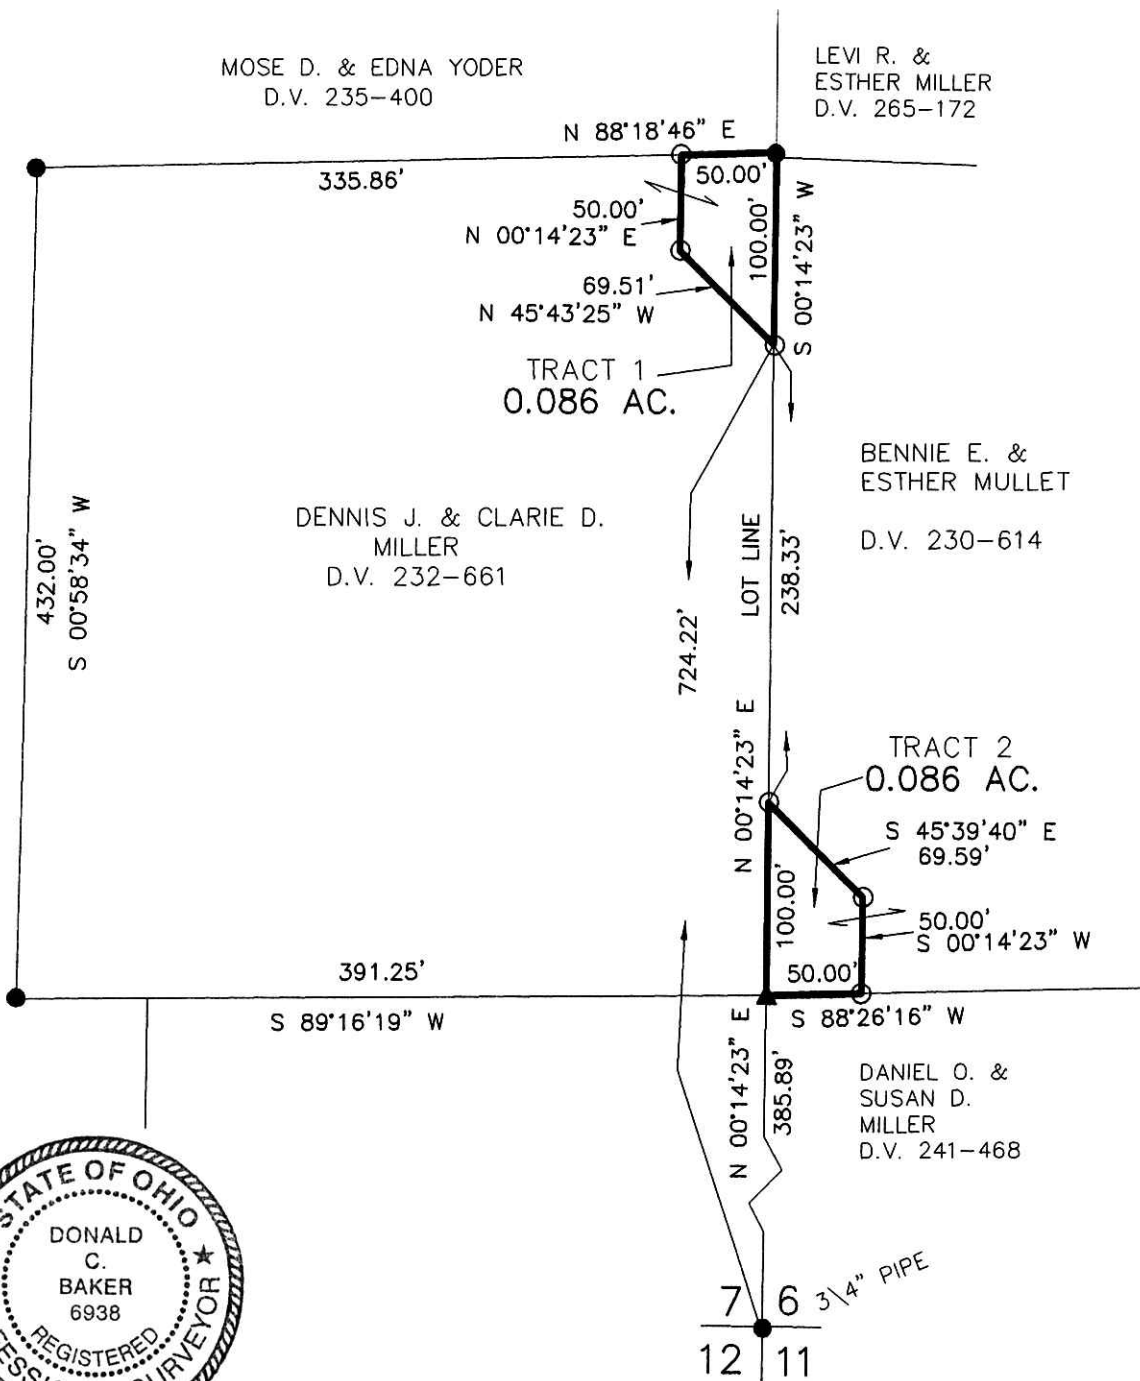 MOSE D. & EDNA YODER
D.V. 235-400
LEVI R. &
ESTHER MILLER
D.V. 265-172
N 88°18'46" E
335.86'
50.00'
50.00'
N 00°14'23" E
100.00'
S 00°14'23" W
69.51'
N 45°43'25" W
TRACT 1
0.086 AC.
BENNIE E. &
ESTHER MULLET
D.V. 230-614
432.00'
S 00°58'34" W
DENNIS J. & CLARIE D.
MILLER
D.V. 232-661
LOT LINE
238.33'
724.22'
N 00°14'23" E
TRACT 2
0.086 AC.
S 45°39'40" E
69.59'
100.00'
50.00'
S 00°14'23" W
50.00'
391.25'
S 89°16'19" W
S 88°26'16" W
N 00°14'23" E
385.89'
DANIEL O. &
SUSAN D.
MILLER
D.V. 241-468
STATE OF OHIO
DONALD
C.
BAKER
6938
REGISTERED
SURVEYOR
7 6
3\4" PIPE
12 11